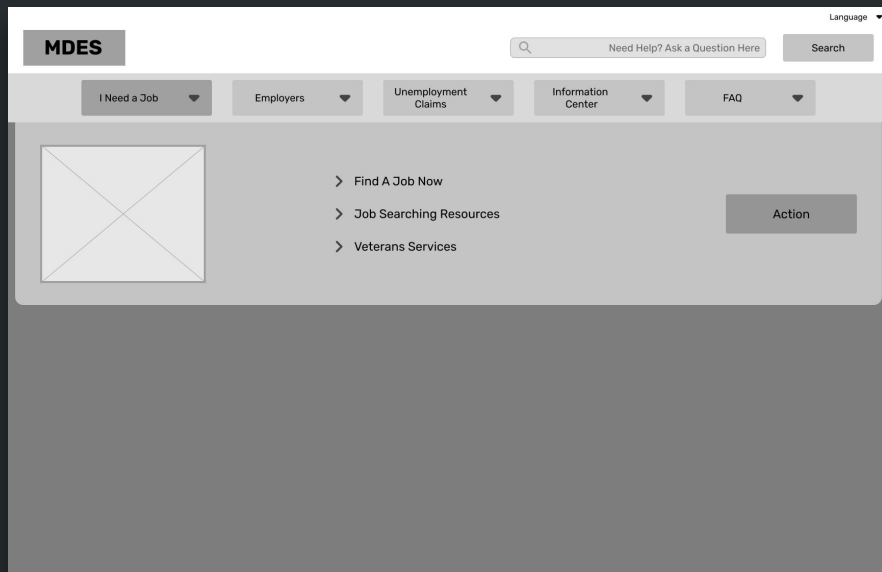 Language
MDES
Need Help? Ask a Question Here
Search
I Need a Job
Employers
Unemployment
Claims
Information
Center
FAQ
Find A Job Now
Job Searching Resources
Veterans Services
Action